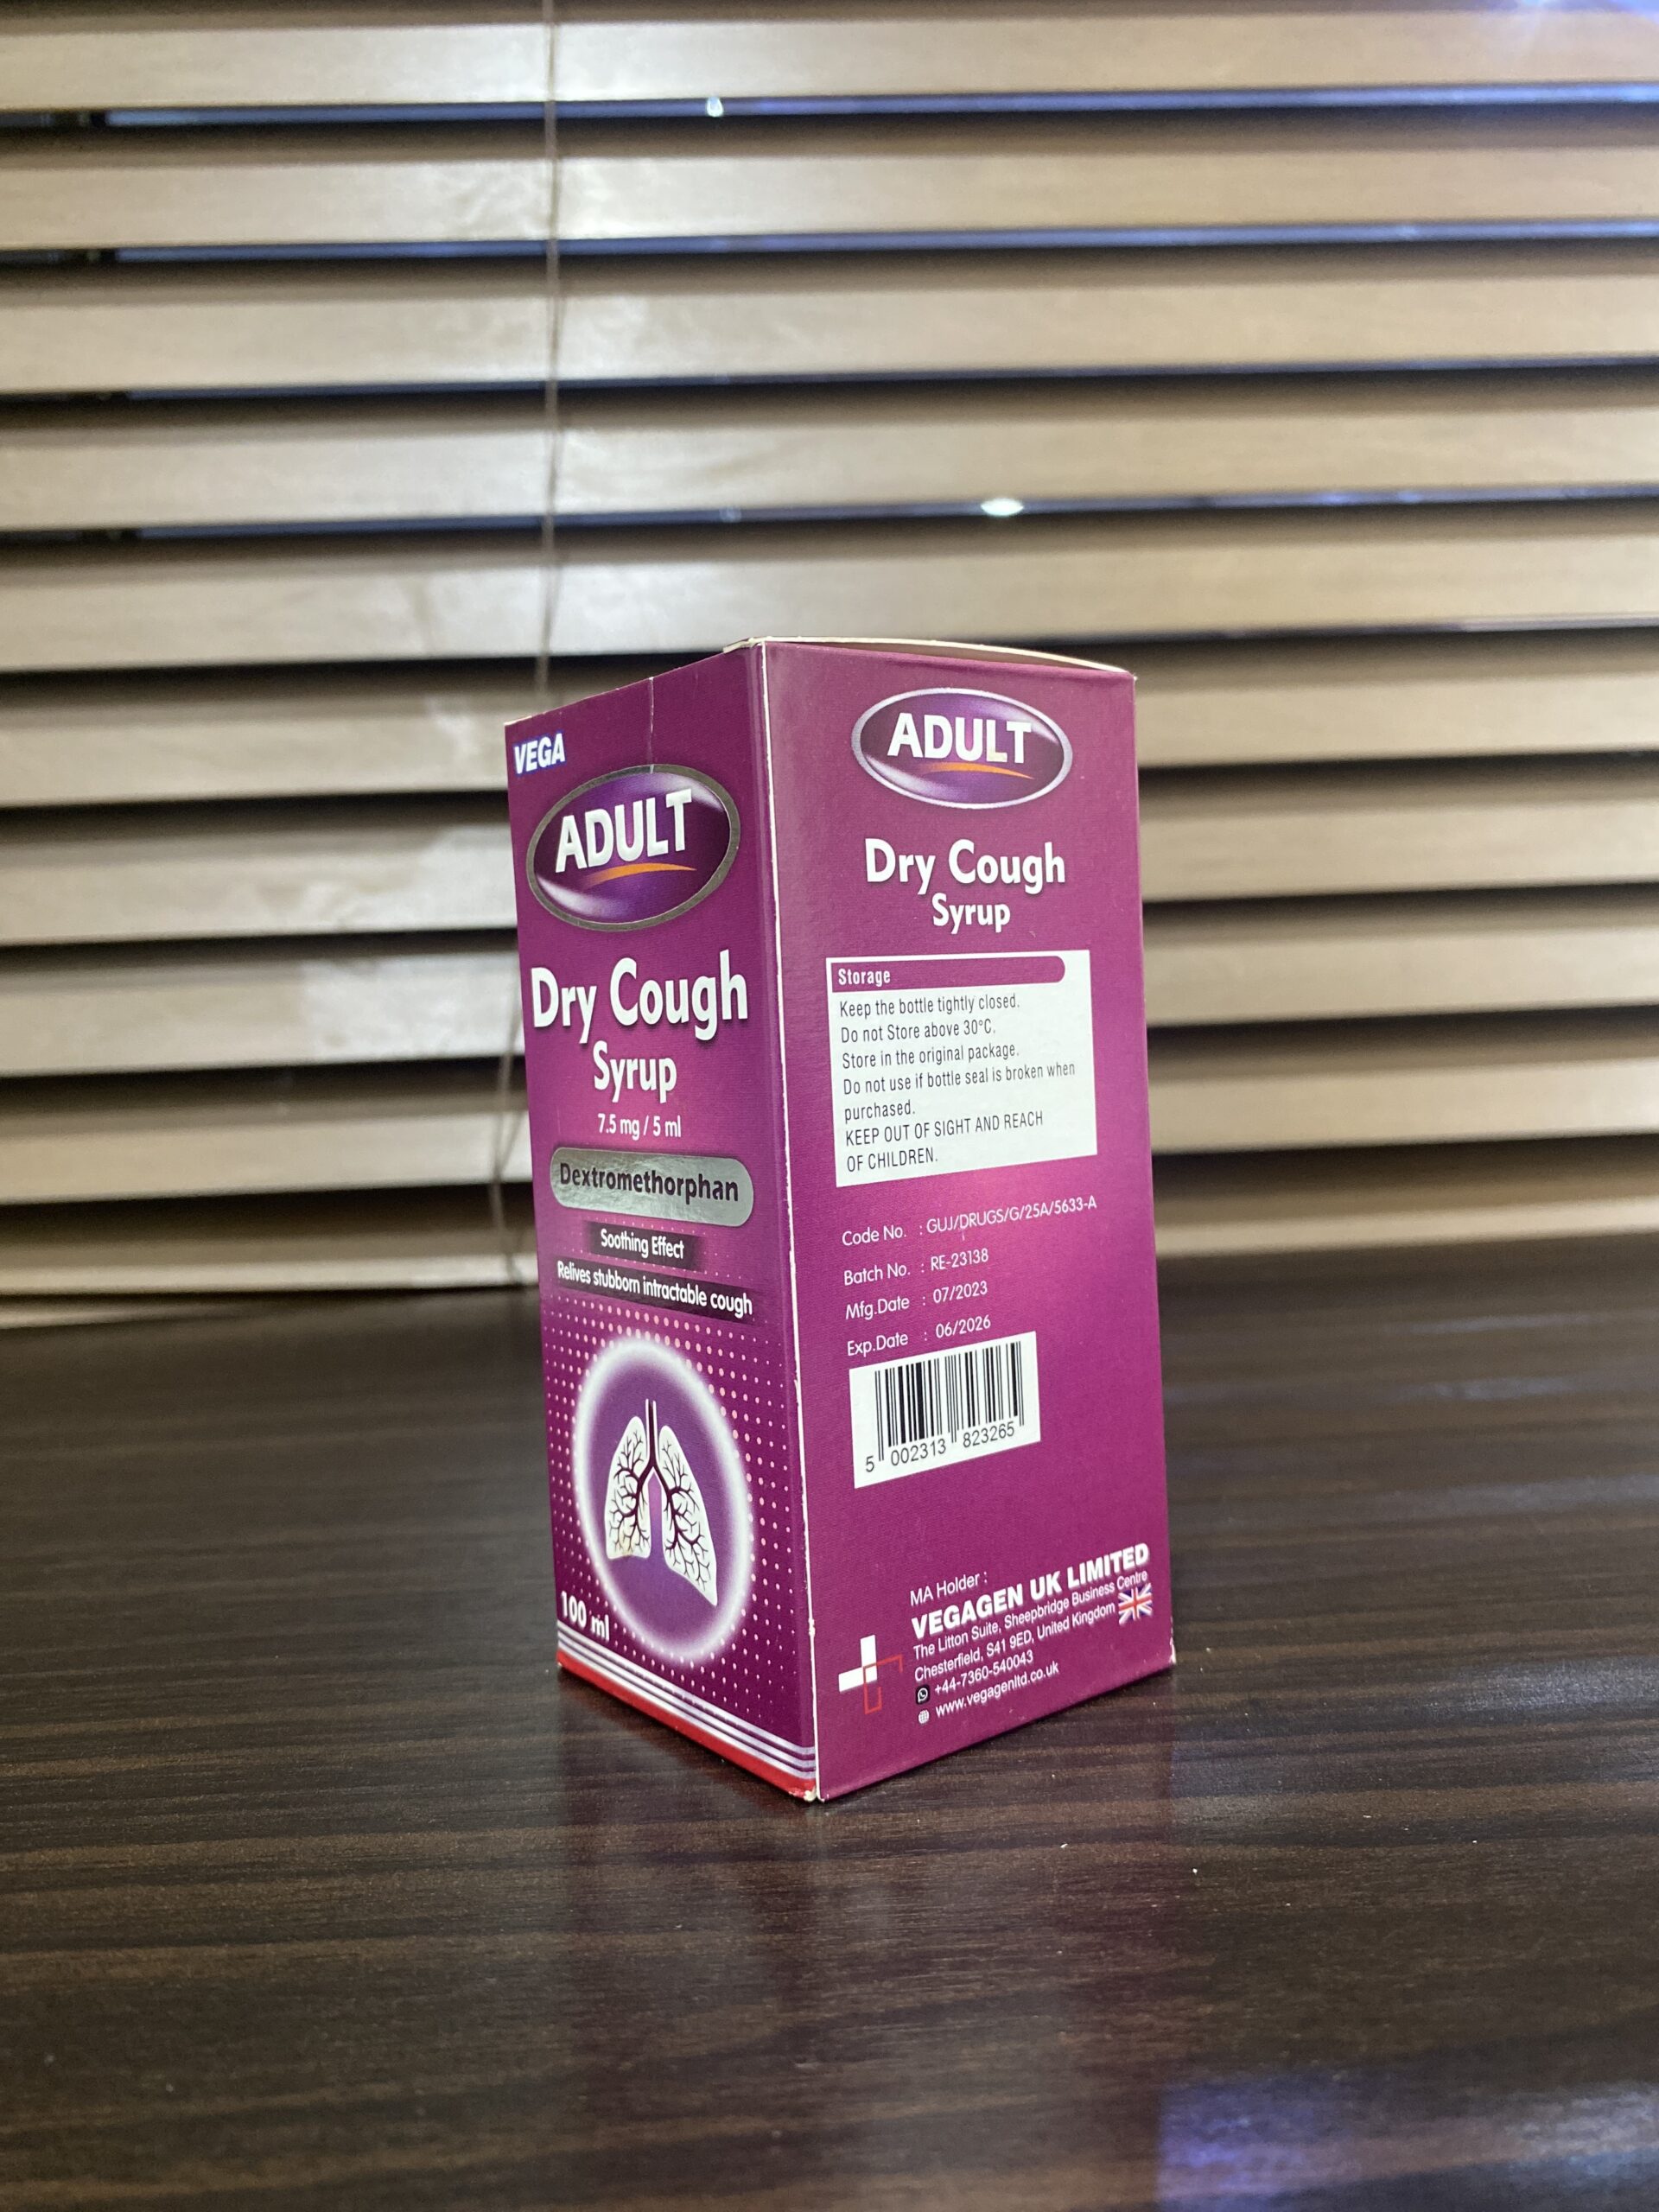 VEGA
ADULT
Dry Cough
Syrup
7.5 mg / 5 ml
Dextromethorphan
Soothing Effect
Relives stubborn intractable cough
100 ml
ADULT
Dry Cough
Syrup
Storage
Keep the bottle tightly closed.
Do not Store above 30°C.
Store in the original package.
Do not use if bottle seal is broken when
purchased.
KEEP OUT OF SIGHT AND REACH
OF CHILDREN.
Code No. : GUJ/DRUGS/G/25A/5633-A
Batch No. : RE-23138
Mfg.Date : 07/2023
Exp.Date : 06/2026
5 002313 823265
MA Holder :
VEGAGEN UK LIMITED
The Litton Suite, Sheepbridge Business Centre
Chesterfield, S41 9ED, United Kingdom
+44-7360-540043
www.vegagenltd.co.uk